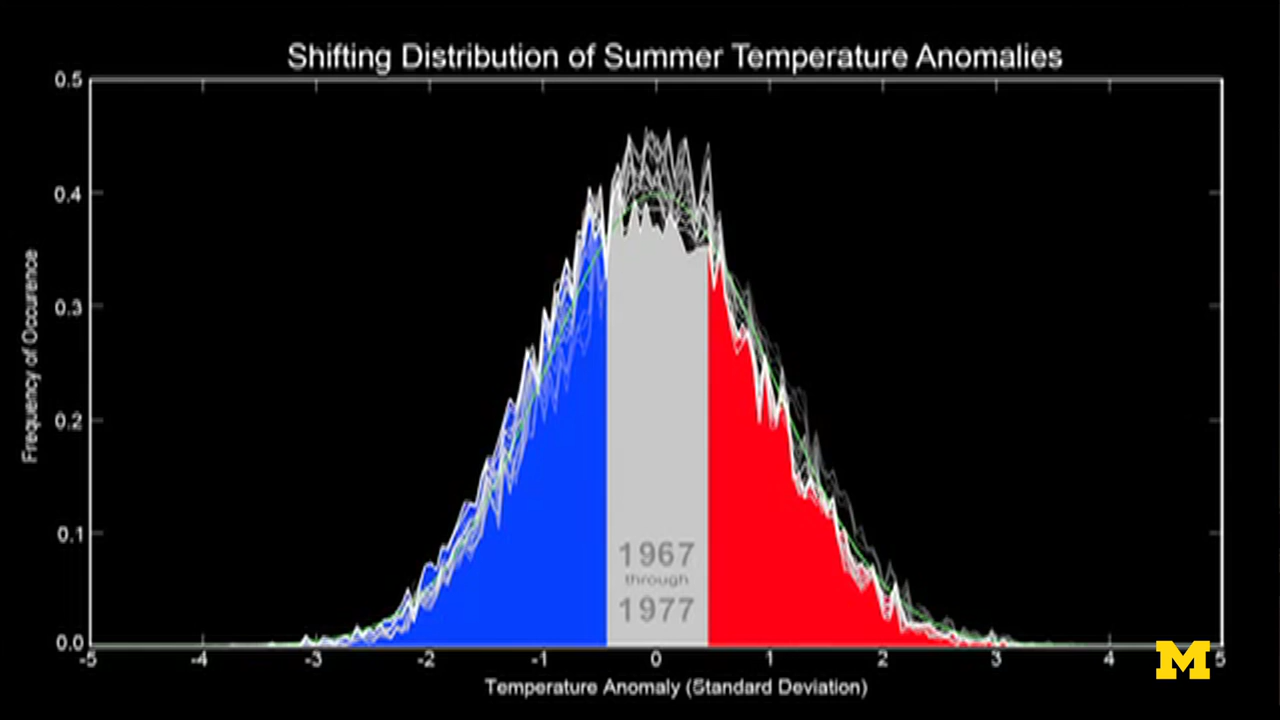 Shifting Distribution of Summer Temperature Anomalies
0.5
0.4
0.3
0.2
0.1
0.0
Frequency of Occurence
1967
through
1977
-5 -4 -3 -2 -1 0 1 2 3 4 5
Temperature Anomaly (Standard Deviation)
M